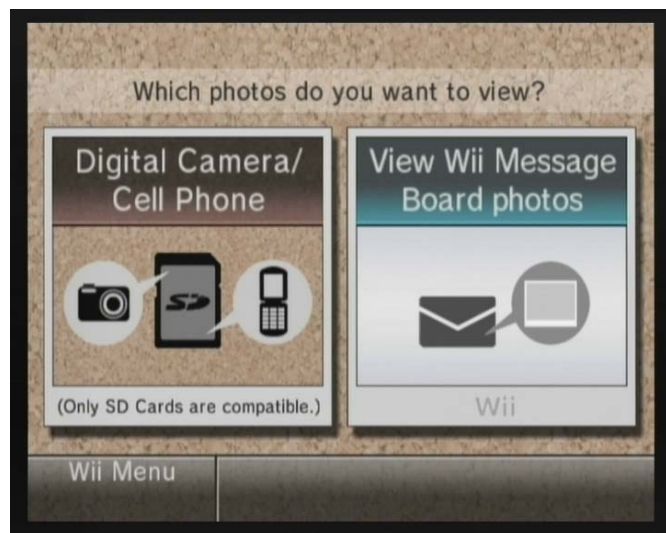 Which photos do you want to view?
Digital Camera/
Cell Phone
SD
(Only SD Cards are compatible.)
View Wii Message
Board photos
Wii
Wii Menu